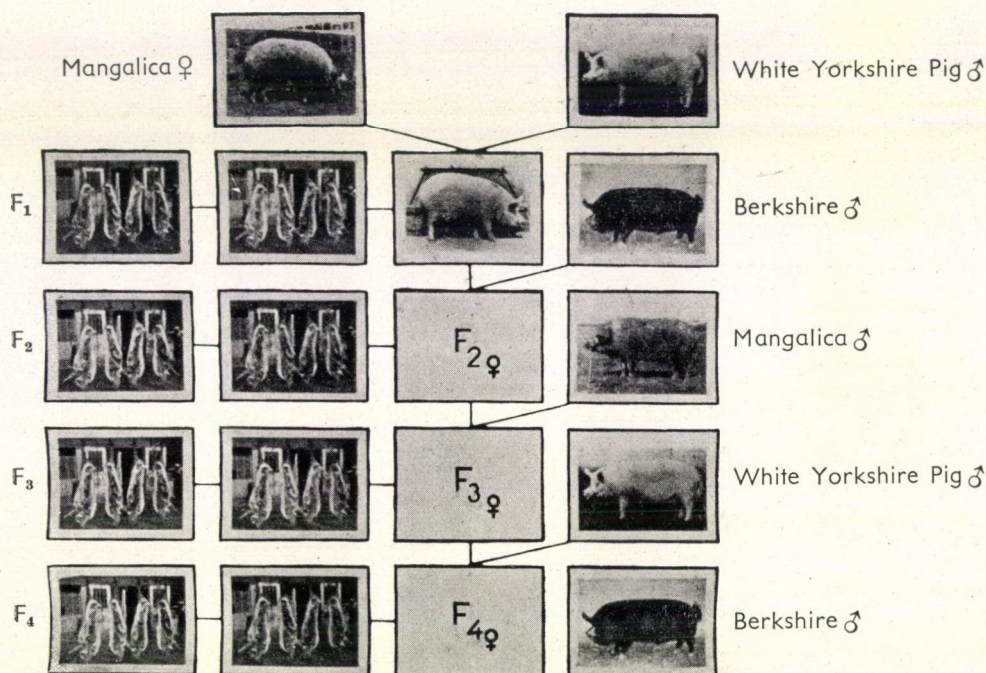 Mangalica ♀
White Yorkshire Pig ♂
F₁
Berkshire ♂
F₂
F₂♀
Mangalica ♂
F₃
F₃♀
White Yorkshire Pig ♂
F₄
F₄♀
Berkshire ♂